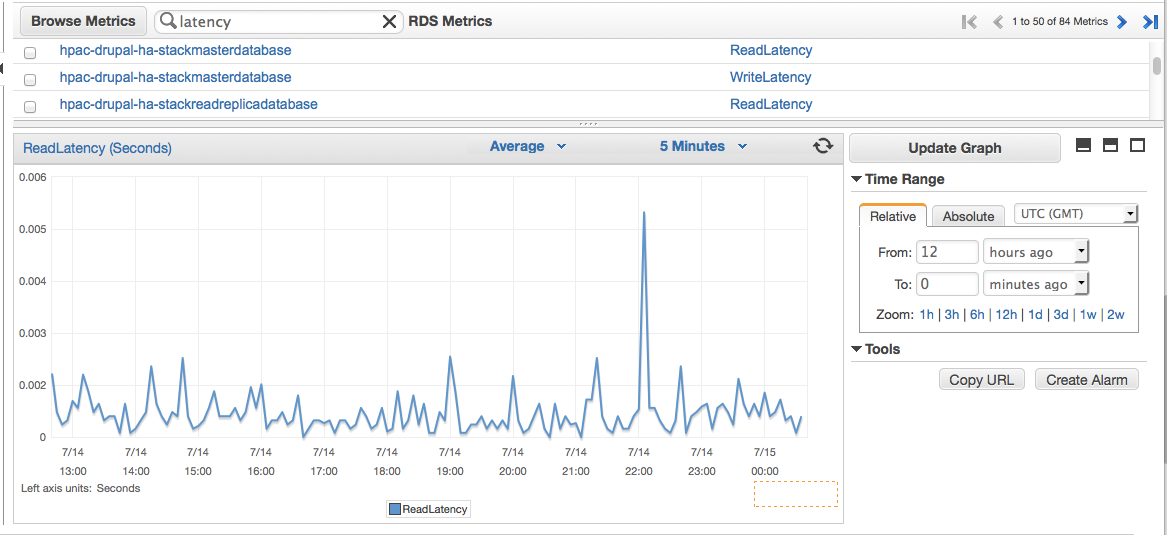 Browse Metrics latency RDS Metrics 1 to 50 of 84 Metrics
hpac-drupal-ha-stackmasterdatabase ReadLatency
hpac-drupal-ha-stackmasterdatabase WriteLatency
hpac-drupal-ha-stackreadreplicadatabase ReadLatency
ReadLatency (Seconds) Average 5 Minutes
0.006
0.005
0.004
0.003
0.002
0
7/14 7/14 7/14 7/14 7/14 7/14 7/14 7/14 7/14 7/14 7/14 7/15
13:00 14:00 15:00 16:00 17:00 18:00 19:00 20:00 21:00 22:00 23:00 00:00
Left axis units: Seconds
ReadLatency
Update Graph
Time Range
Relative Absolute UTC (GMT)
From: 12 hours ago
To: 0 minutes ago
Zoom: 1h | 3h | 6h | 12h | 1d | 3d | 1w | 2w
Tools
Copy URL Create Alarm